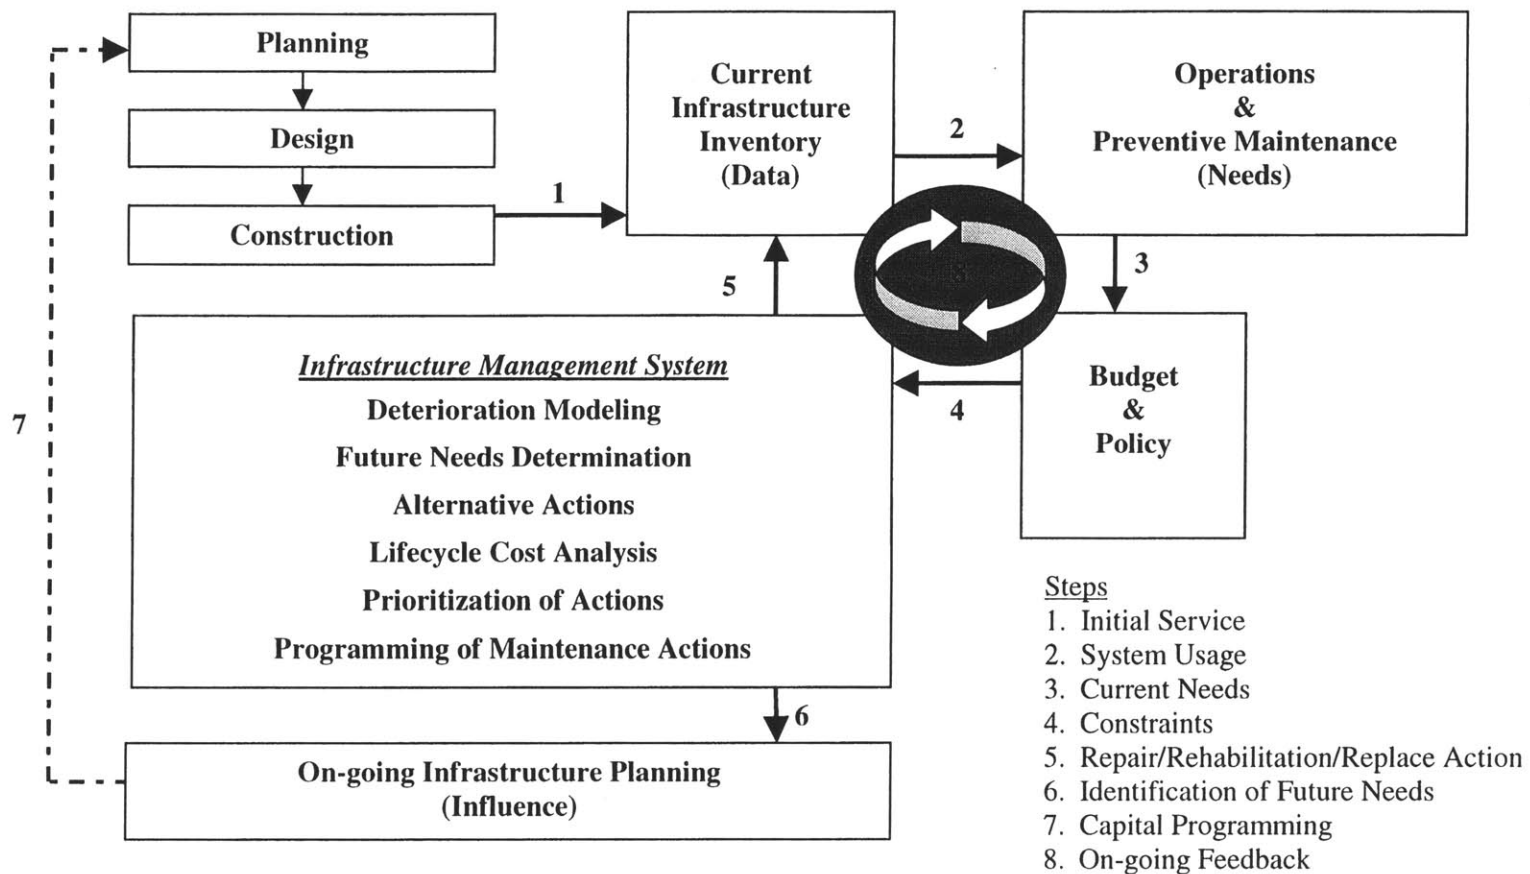 Planning
Design
Construction
1
Current
Infrastructure
Inventory
(Data)
2
Operations
&
Preventive Maintenance
(Needs)
3
8
5
4
Budget
&
Policy
Infrastructure Management System
Deterioration Modeling
Future Needs Determination
Alternative Actions
Lifecycle Cost Analysis
Prioritization of Actions
Programming of Maintenance Actions
7
6
On-going Infrastructure Planning
(Influence)
Steps
1. Initial Service
2. System Usage
3. Current Needs
4. Constraints
5. Repair/Rehabilitation/Replace Action
6. Identification of Future Needs
7. Capital Programming
8. On-going Feedback